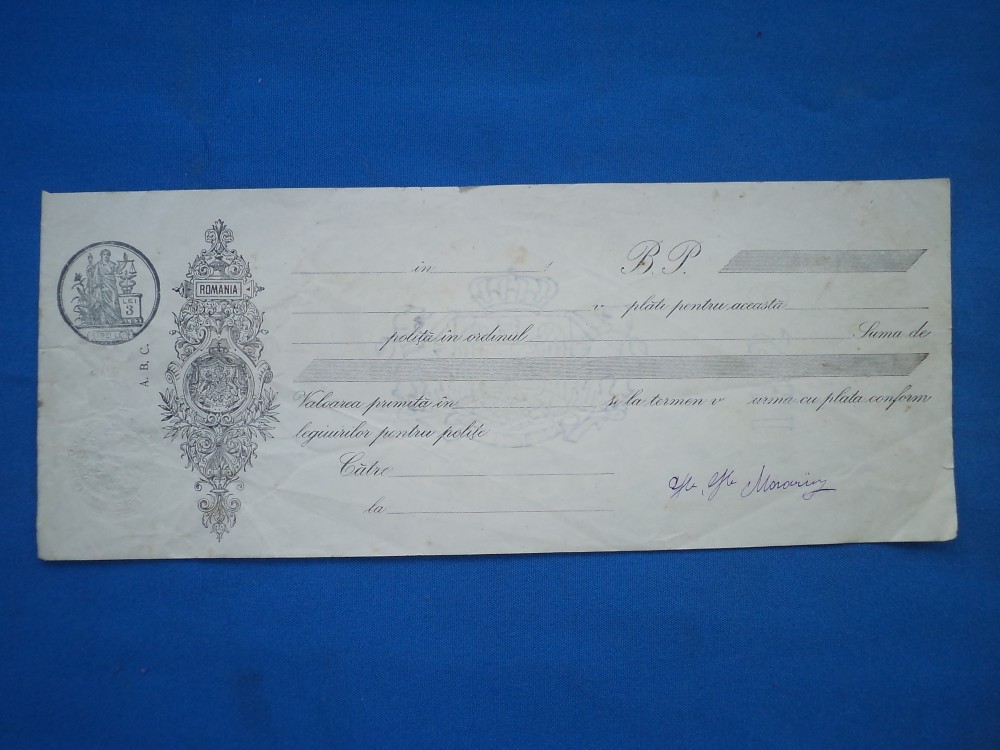 LEI
3
ROMANIA
A. B. C.
in B P.
v plăti pentru această
poliță în ordinul Suma de
Valoarea primită în și la termen v urma cu plata conform
legiuirilor pentru polițe
Către
la